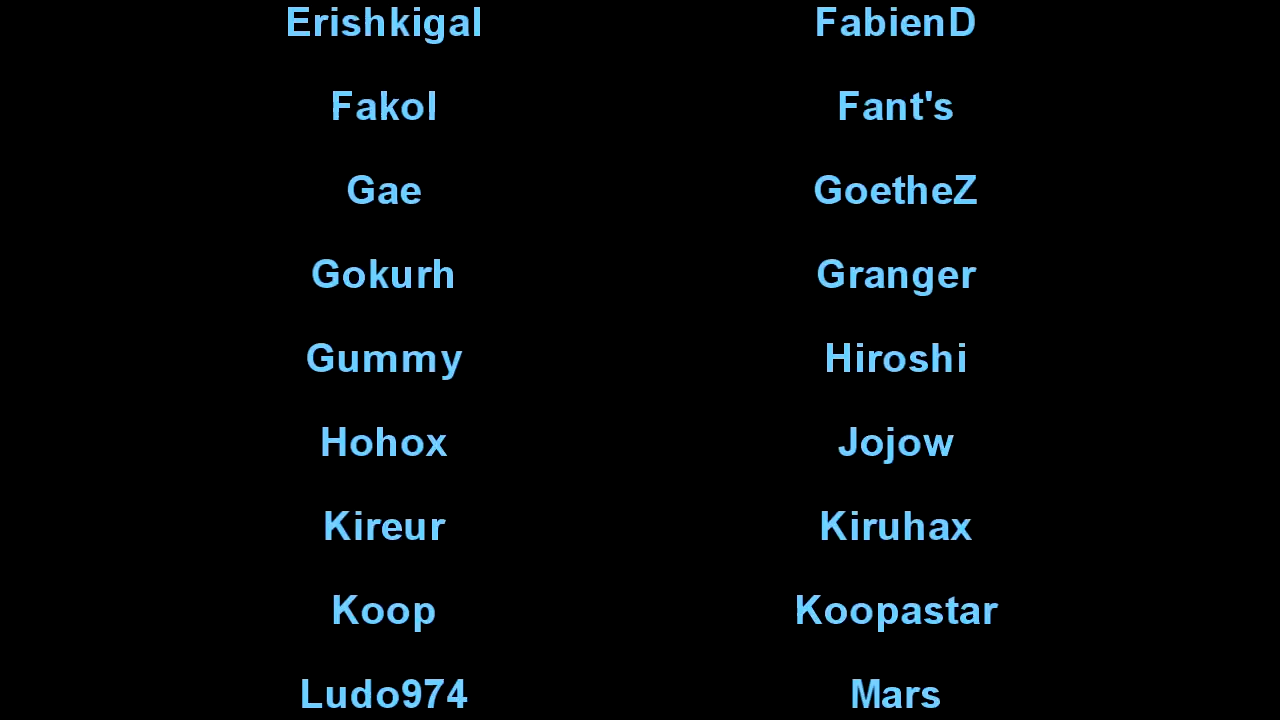 Erishkigal FabienD
Fakol Fant's
Gae GoetheZ
Gokurh Granger
Gummy Hiroshi
Hohox Jojow
Kireur Kiruhax
Koop Koopastar
Ludo974 Mars